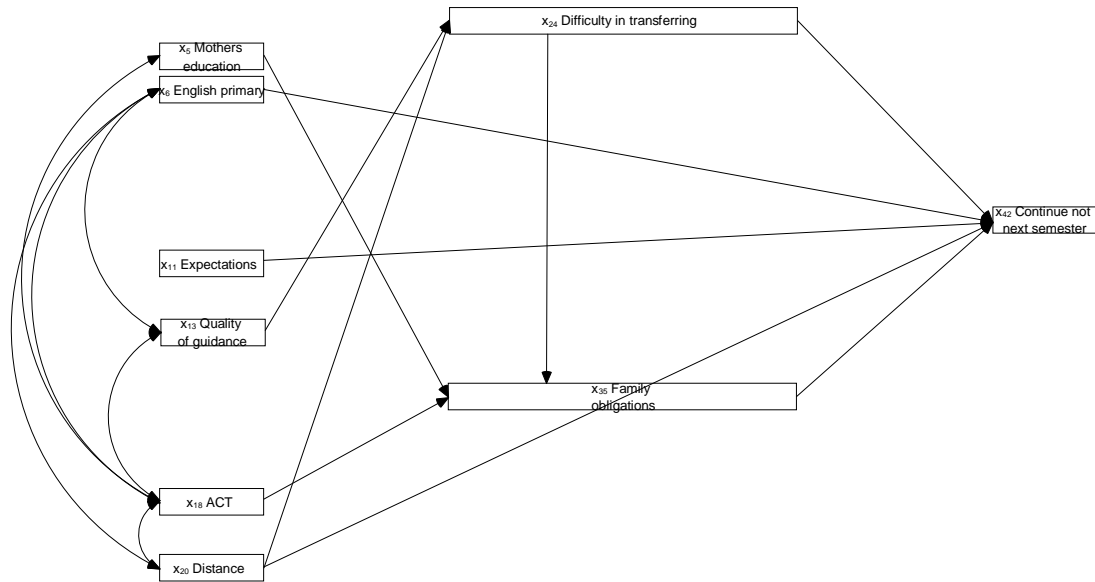 x₂₄ Difficulty in transferring
x₅ Mothers
education
x₆ English primary
x₄₂ Continue not
next semester
x₁₁ Expectations
x₁₃ Quality
of guidance
x₃₅ Family
obligations
x₁₈ ACT
x₂₀ Distance